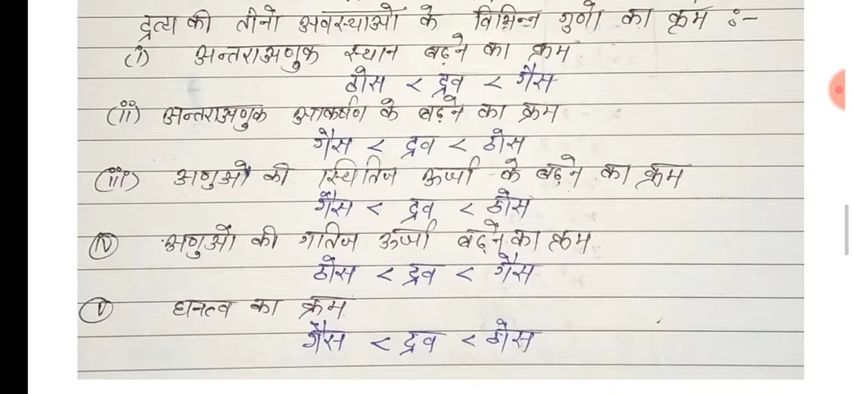 द्रव्य की तीनों अवस्थाओं के विभिन्न गुणों का क्रम :-
(i) अन्तराअणुक स्थान बढ़ने का क्रम
ठोस < द्रव < गैस
(ii) अन्तराअणुक आकर्षण के बढ़ने का क्रम
गैस < द्रव < ठोस
(iii) अणुओं की स्थितिज ऊर्जा के बढ़ने का क्रम
गैस < द्रव < ठोस
(iv) अणुओं की गतिज ऊर्जा बढ़ने का क्रम
ठोस < द्रव < गैस
(v) घनत्व का क्रम
गैस < द्रव < ठोस